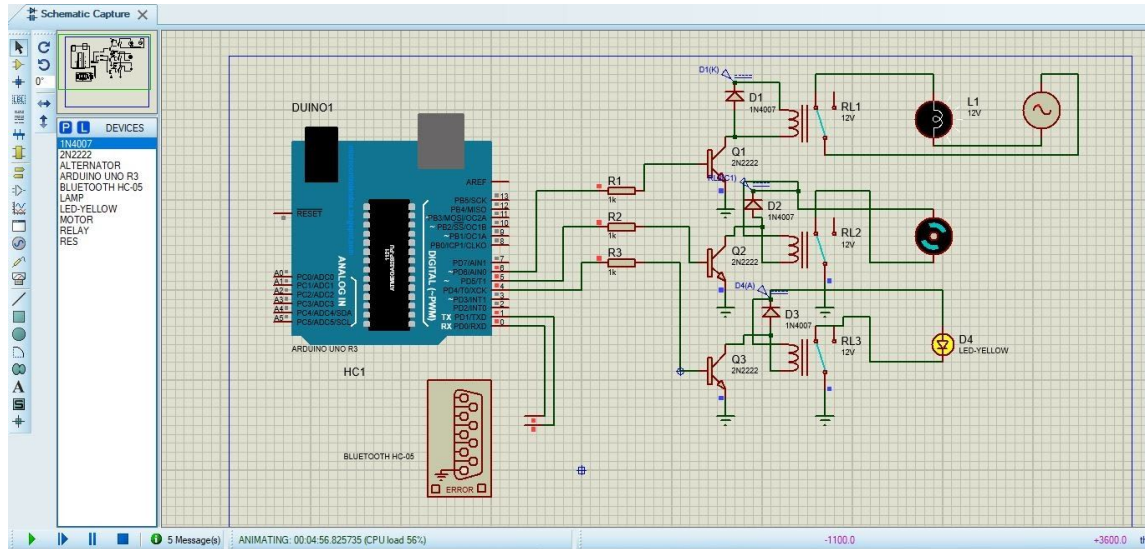 Schematic Capture
0°
P L DEVICES
1N4007
2N2222
ALTERNATOR
ARDUINO UNO R3
BLUETOOTH HC-05
LAMP
LED-YELLOW
MOTOR
RELAY
RES
DUINO1
RESET
AREF
13
PB5/SCK
12
PB4/MISO
11
PB3/MOSI/OC2A
10
~ PB2/SS/OC1B
9
~ PB1/OC1A
8
PB0/ICP1/CLKO
7
PD7/AIN1
6
~ PD6/AIN0
5
~ PD5/T1
4
PD4/T0/XCK
3
~ PD3/INT1
2
PD2/INT0
1
TX PD1/TXD
0
RX PD0/RXD
A0 PC0/ADC0
A1 PC1/ADC1
A2 PC2/ADC2
A3 PC3/ADC3
A4 PC4/ADC4/SDA
A5 PC5/ADC5/SCL
ANALOG IN
ATMEGA328P-PU
1121
DIGITAL (~PWM)
ARDUINO UNO R3
HC1
BLUETOOTH HC-05
ERROR
R1
1k
R2
1k
R3
1k
D1(K)
D1
1N4007
RL1
12V
L1
12V
Q1
2N2222
D2
1N4007
RL2
12V
Q2
2N2222
D4(A)
D3
1N4007
RL3
12V
Q3
2N2222
D4
LED-YELLOW
5 Message(s)
ANIMATING: 00:04:56.825735 (CPU load 56%)
-1100.0
+3600.0